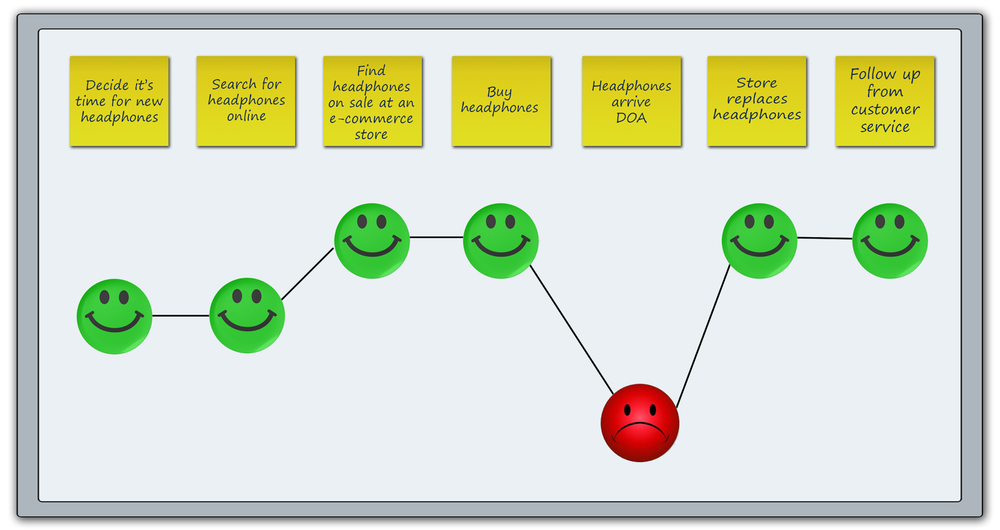 Decide it's
time for new
headphones
Search for
headphones
online
Find
headphones
on sale at an
e-commerce
store
Buy
headphones
Headphones
arrive
DOA
Store
replaces
headphones
Follow up
from
customer
service